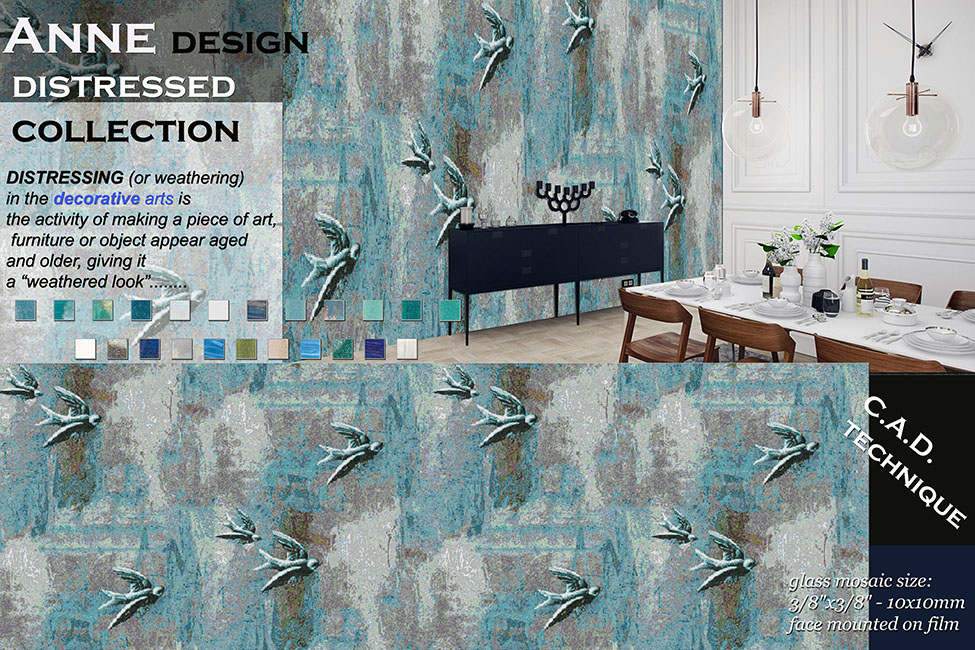 ANNE DESIGN
DISTRESSED
COLLECTION
DISTRESSING (or weathering)
in the decorative arts is
the activity of making a piece of art,
furniture or object appear aged
and older, giving it
a “weathered look”........
C.A.D.
TECHNIQUE
glass mosaic size:
3/8"x3/8" - 10x10mm
face mounted on film